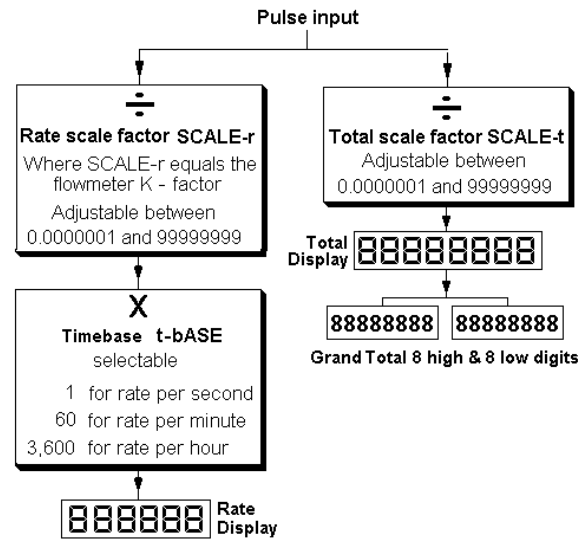 Pulse input
÷
Rate scale factor SCALE-r
Where SCALE-r equals the
flowmeter K - factor
Adjustable between
0.0000001 and 99999999
X
Timebase t-bASE
selectable
1 for rate per second
60 for rate per minute
3,600 for rate per hour
888888
Rate
Display
÷
Total scale factor SCALE-t
Adjustable between
0.0000001 and 99999999
Total
Display
88888888
88888888 88888888
Grand Total 8 high & 8 low digits